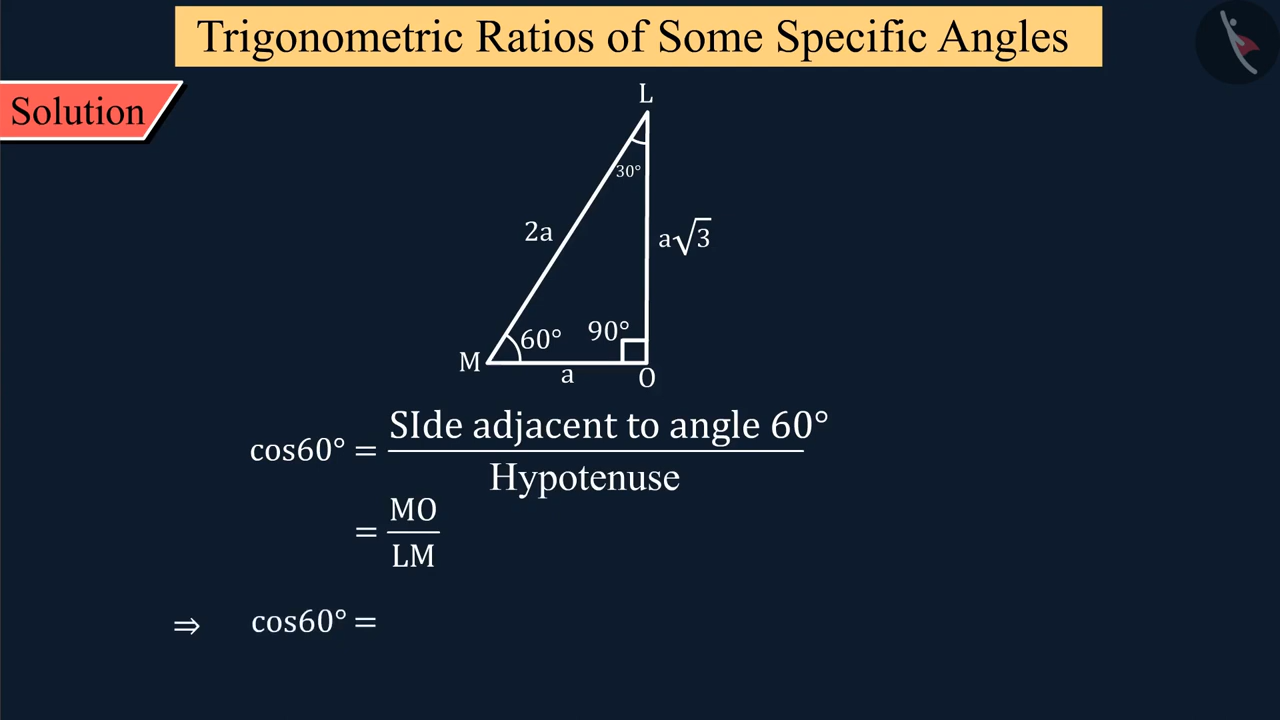 Trigonometric Ratios of Some Specific Angles
Solution
L
30°
2a
a√3
60° 90°
M
a
O
cos60° = SIde adjacent to angle 60° / Hypotenuse
= MO / LM
⇒ cos60° =